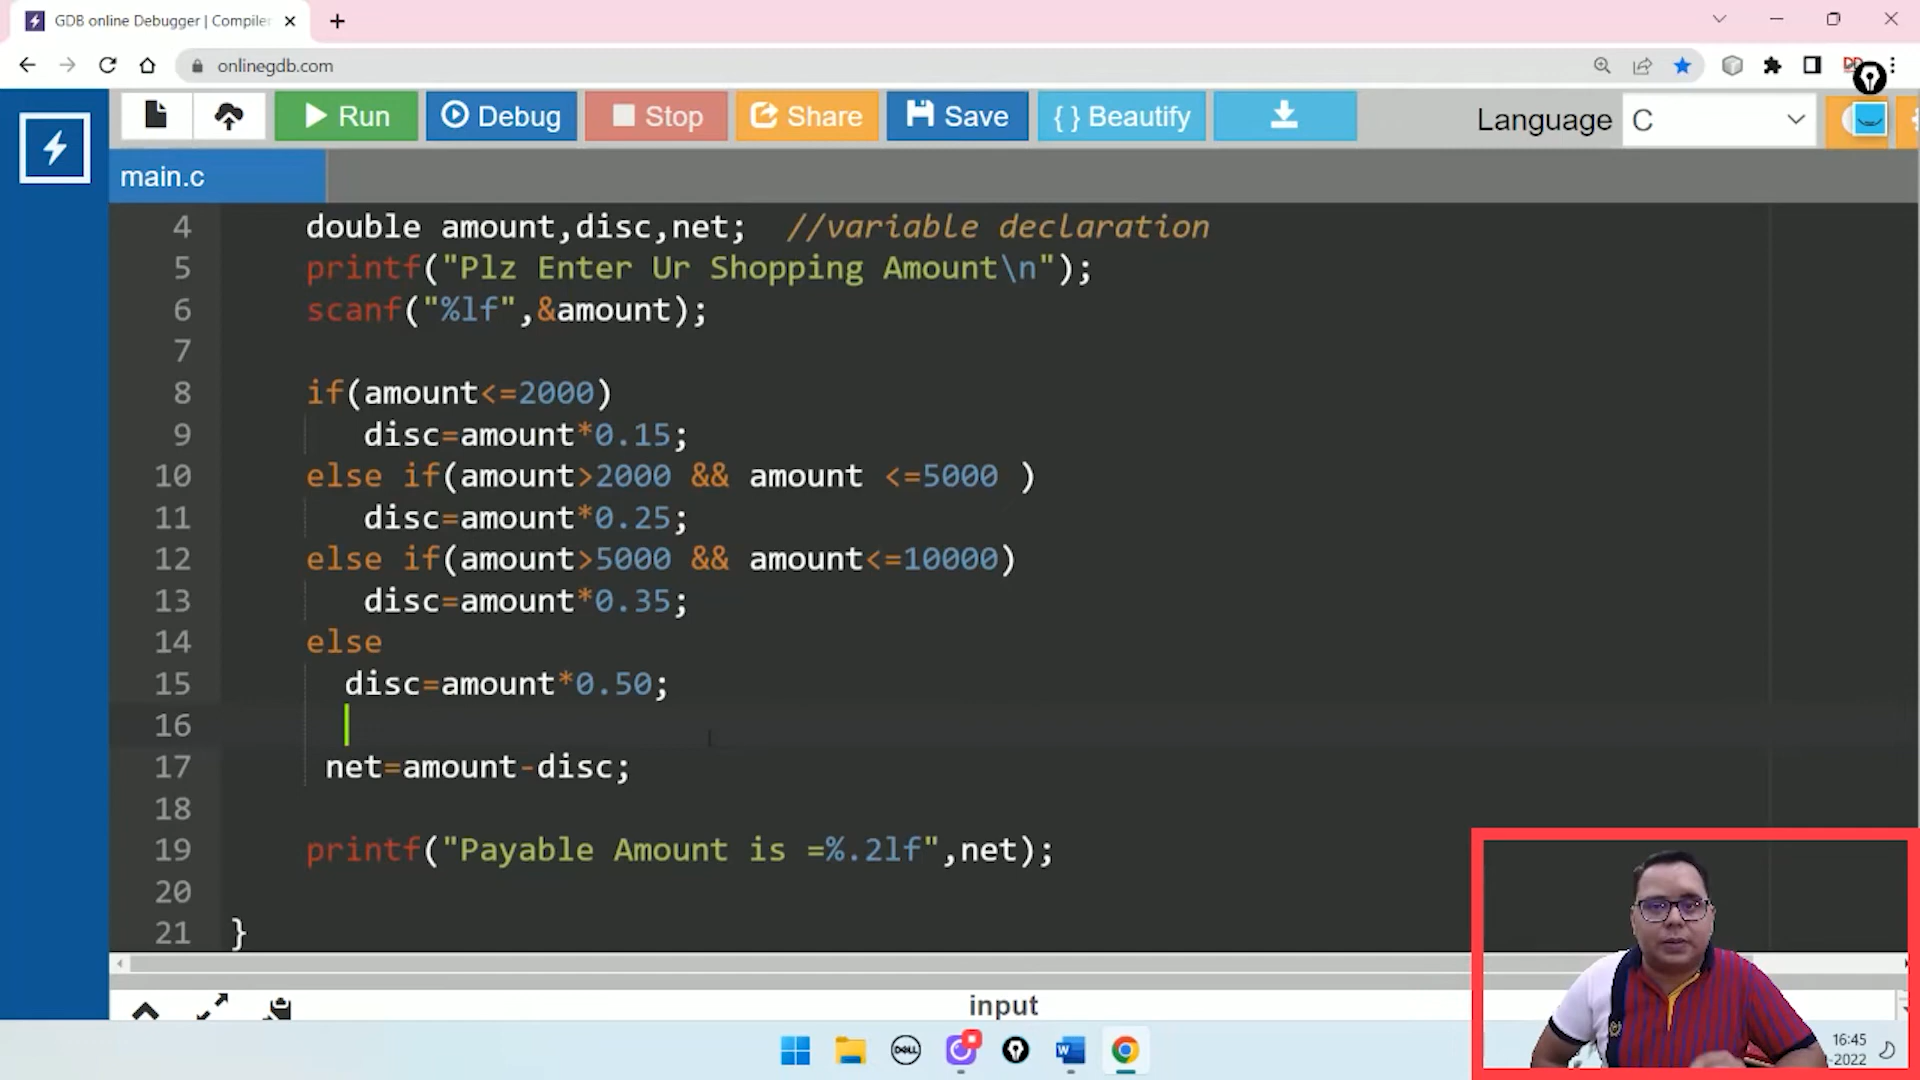 GDB online Debugger | Compiler
onlinegdb.com
Run
Debug
Stop
Share
Save
{ } Beautify
Language
C
main.c
4 double amount,disc,net; //variable declaration
5 printf("Plz Enter Ur Shopping Amount\n");
6 scanf("%lf",&amount);
7
8 if(amount<=2000)
9 disc=amount*0.15;
10 else if(amount>2000 && amount <=5000 )
11 disc=amount*0.25;
12 else if(amount>5000 && amount<=10000)
13 disc=amount*0.35;
14 else
15 disc=amount*0.50;
16
17 net=amount-disc;
18
19 printf("Payable Amount is =%.2lf",net);
20
21 }
input
DELL
W
16:45
-2022